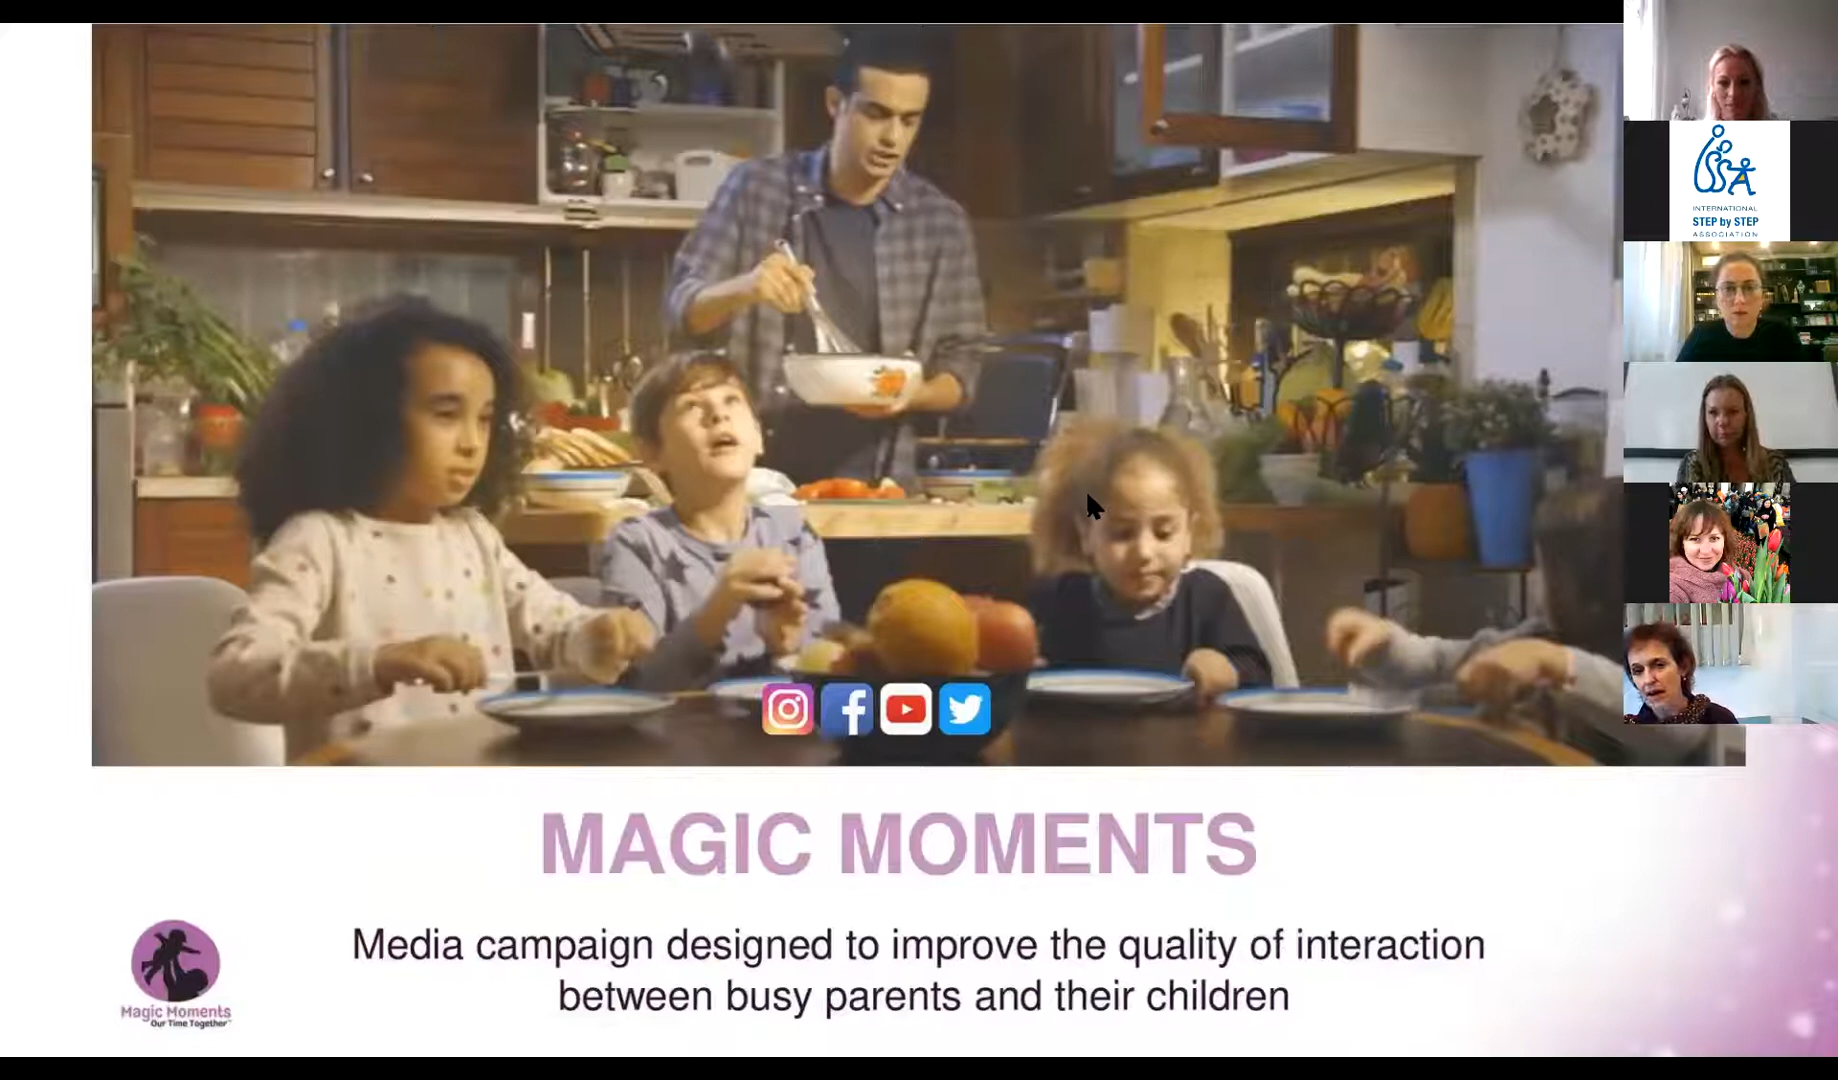 INTERNATIONAL
STEP by STEP
ASSOCIATION
MAGIC MOMENTS
Media campaign designed to improve the quality of interaction
between busy parents and their children
Magic Moments
Our Time Together